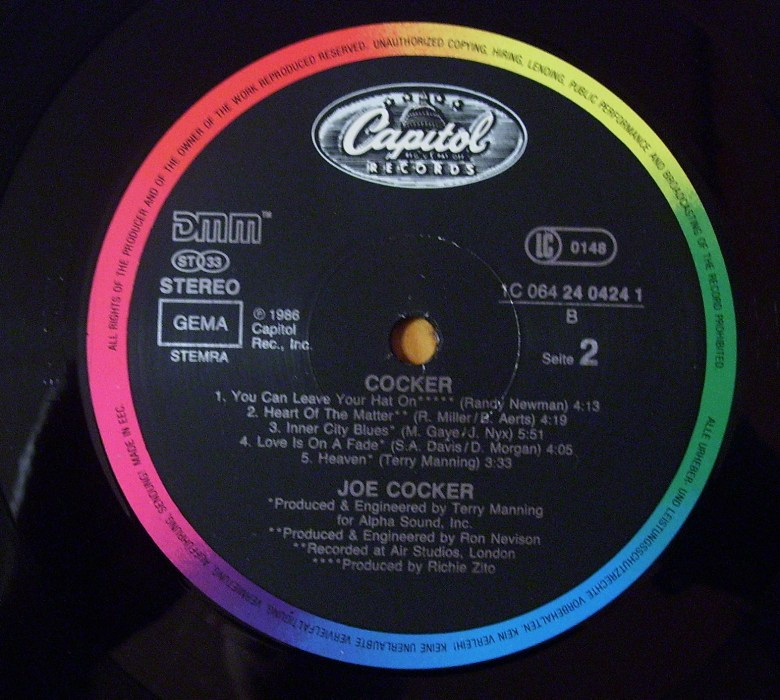 ALL RIGHTS OF THE PRODUCER AND OF THE OWNER OF THE WORK REPRODUCED RESERVED. UNAUTHORIZED COPYING, HIRING, LENDING, PUBLIC PERFORMANCE AND BROADCASTING OF THE RECORD PROHIBITED.
Capitol
RECORDS
DMM™
ST 33
STEREO
GEMA
STEMRA
℗ 1986
Capitol
Rec., Inc.
LC 0148
1C 064 24 0424 1
B
Seite 2
COCKER
1. You Can Leave Your Hat On***** (Randy Newman) 4:13
2. Heart Of The Matter** (R. Miller/B. Aerts) 4:19
3. Inner City Blues* (M. Gaye/J. Nyx) 5:51
4. Love Is On A Fade* (S.A. Davis/D. Morgan) 4:05
5. Heaven* (Terry Manning) 3:33
JOE COCKER
*Produced & Engineered by Terry Manning
for Alpha Sound, Inc.
**Produced & Engineered by Ron Nevison
**Recorded at Air Studios, London
****Produced by Richie Zito
ALLE URHEBER- UND LEISTUNGSSCHUTZRECHTE VORBEHALTEN. KEIN VERLEIH! KEINE UNERLAUBTE VERVIELFÄLTIGUNG, VERMIETUNG, AUFFÜHRUNG, SENDUNG! MADE IN EEC.